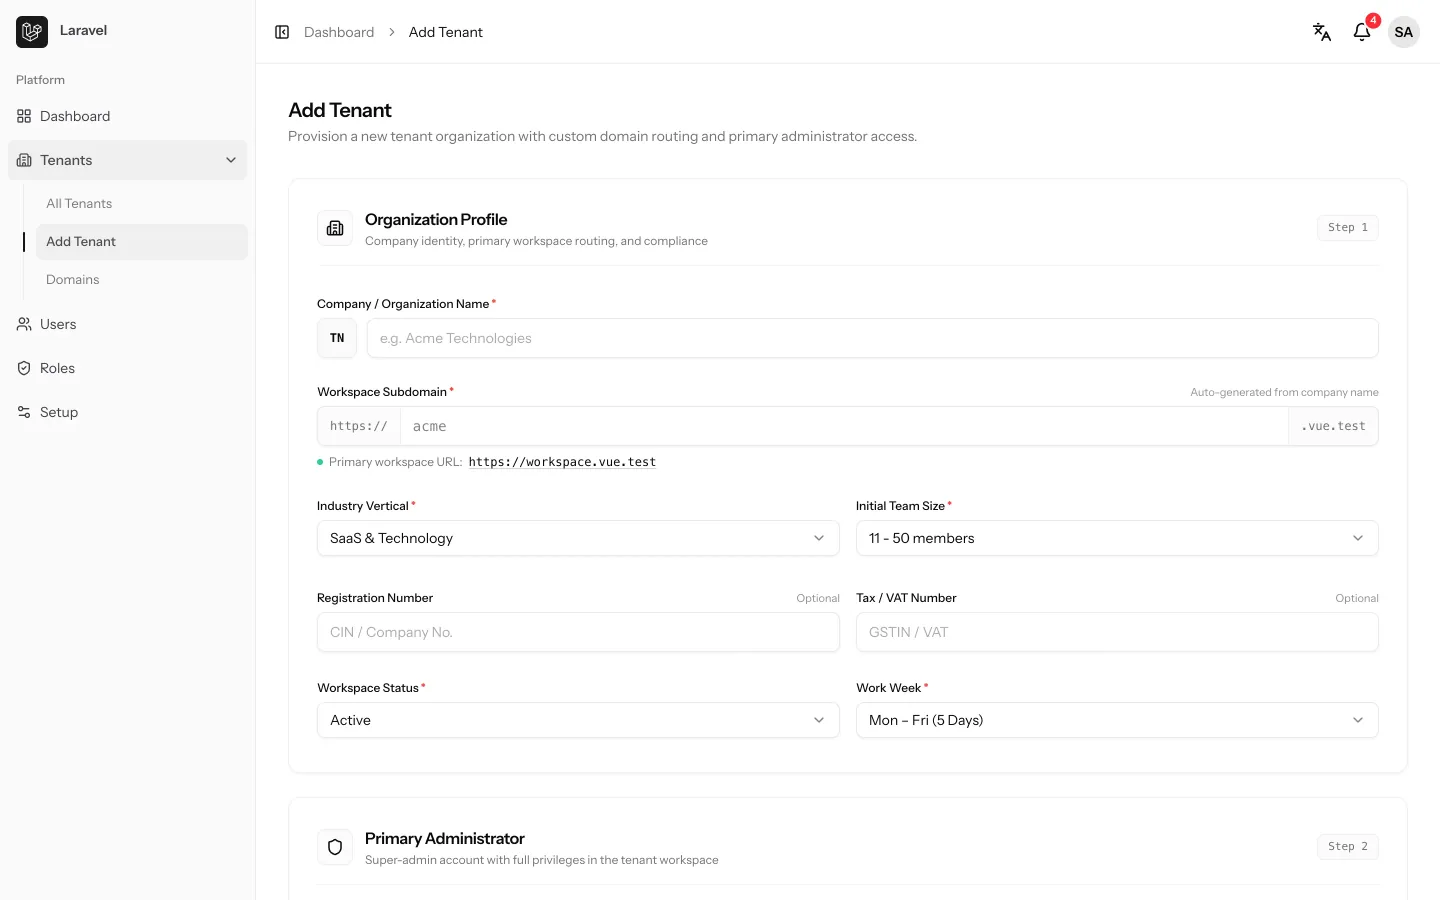 Laravel
Dashboard > Add Tenant
4
SA
Platform
Dashboard
Tenants
All Tenants
Add Tenant
Domains
Users
Roles
Setup
Add Tenant
Provision a new tenant organization with custom domain routing and primary administrator access.
Organization Profile
Company identity, primary workspace routing, and compliance
Step 1
Company / Organization Name *
TN
e.g. Acme Technologies
Workspace Subdomain *
Auto-generated from company name
https://
acme
.vue.test
Primary workspace URL: https://workspace.vue.test
Industry Vertical *
Initial Team Size *
SaaS & Technology
11 - 50 members
Registration Number
Optional
Tax / VAT Number
Optional
CIN / Company No.
GSTIN / VAT
Workspace Status *
Work Week *
Active
Mon – Fri (5 Days)
Primary Administrator
Super-admin account with full privileges in the tenant workspace
Step 2